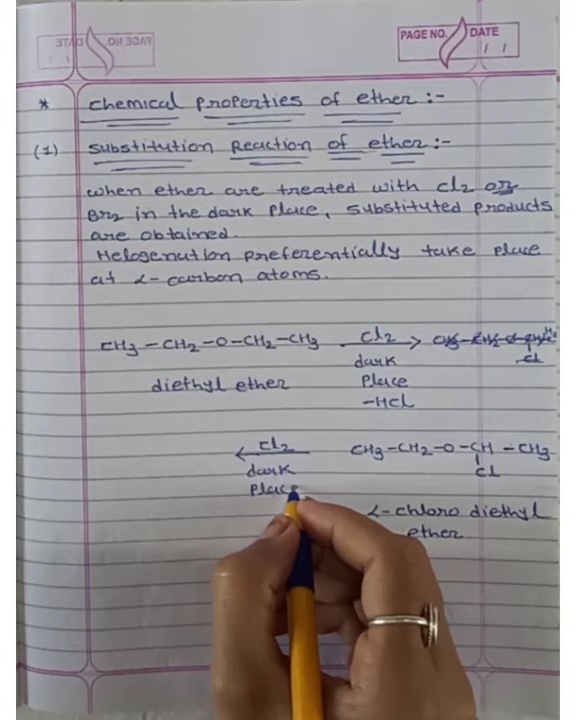 PAGE NO. DATE
/ /
* Chemical Properties of ether :-
(1) Substitution Reaction of ether :-
when ether are treated with Cl2 or
Br2 in the dark place, substituted products
are obtained.
Helogenution preferentially take place
at α- carbon atoms.
CH3 – CH2 – O – CH2 – CH3 Cl2 >
diethyl ether dark
place
-HCl
← Cl2 CH3 – CH2 – O – CH – CH3
dark Cl
place
α- chloro diethyl
ether